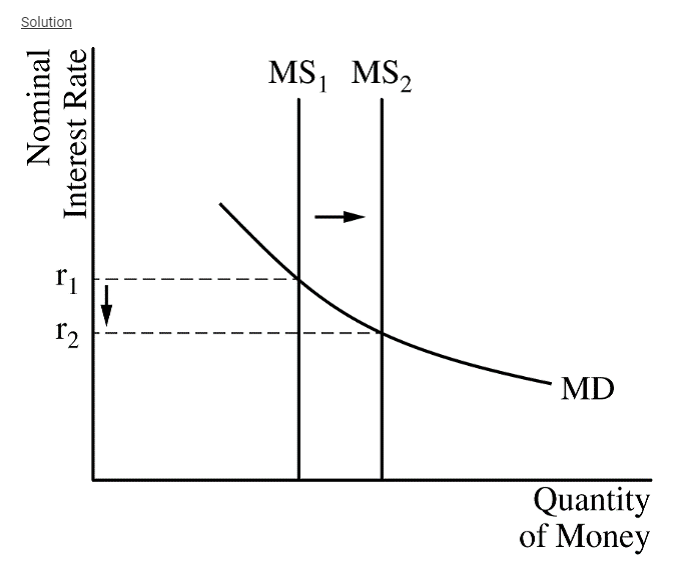 Solution
Nominal
Interest Rate
MS₁ MS₂
r₁
r₂
MD
Quantity
of Money